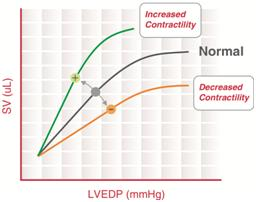 Increased
Contractility
Normal
Decreased
Contractility
+
−
SV (uL)
LVEDP (mmHg)